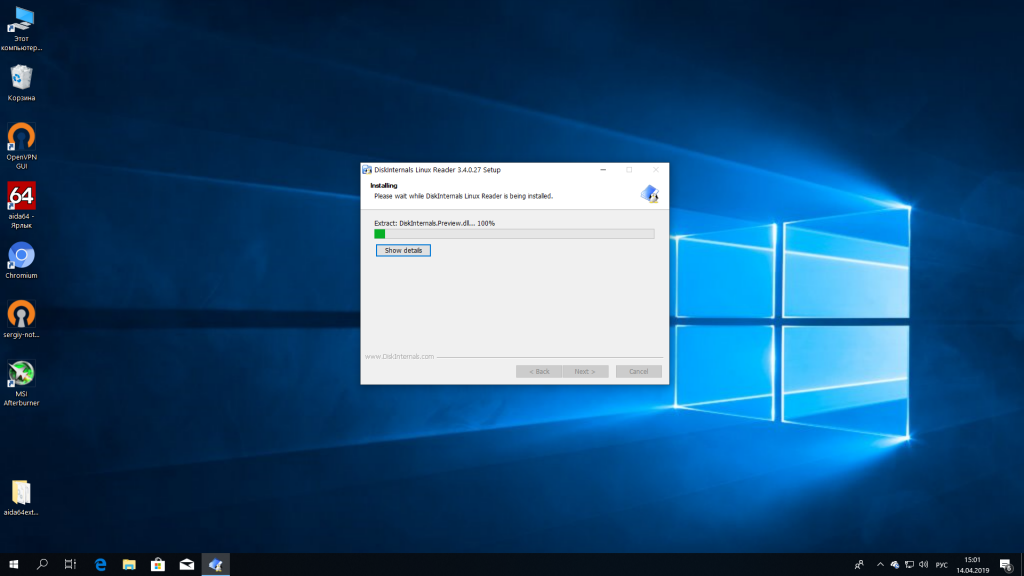 Этот
компьютер...
Корзина
OpenVPN
GUI
64
aida64 -
Ярлык
Chromium
sergiy-not...
MSI
Afterburner
aida64ext...
DiskInternals Linux Reader 3.4.0.27 Setup
Installing
Please wait while DiskInternals Linux Reader is being installed.
Extract: DiskInternals.Preview.dll... 100%
Show details
www.DiskInternals.com
< Back
Next >
Cancel
РУС
15:01
14.04.2019
6